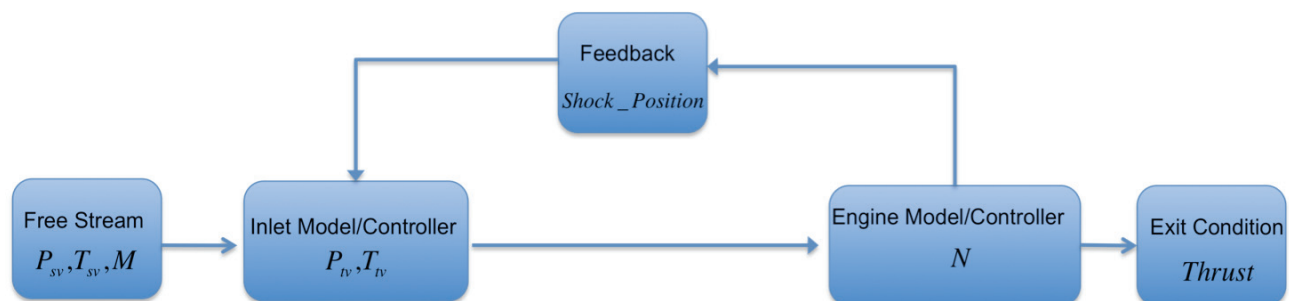 Feedback
Shock_Position
Free Stream
P_sv,T_sv,M
Inlet Model/Controller
P_tv,T_tv
Engine Model/Controller
N
Exit Condition
Thrust